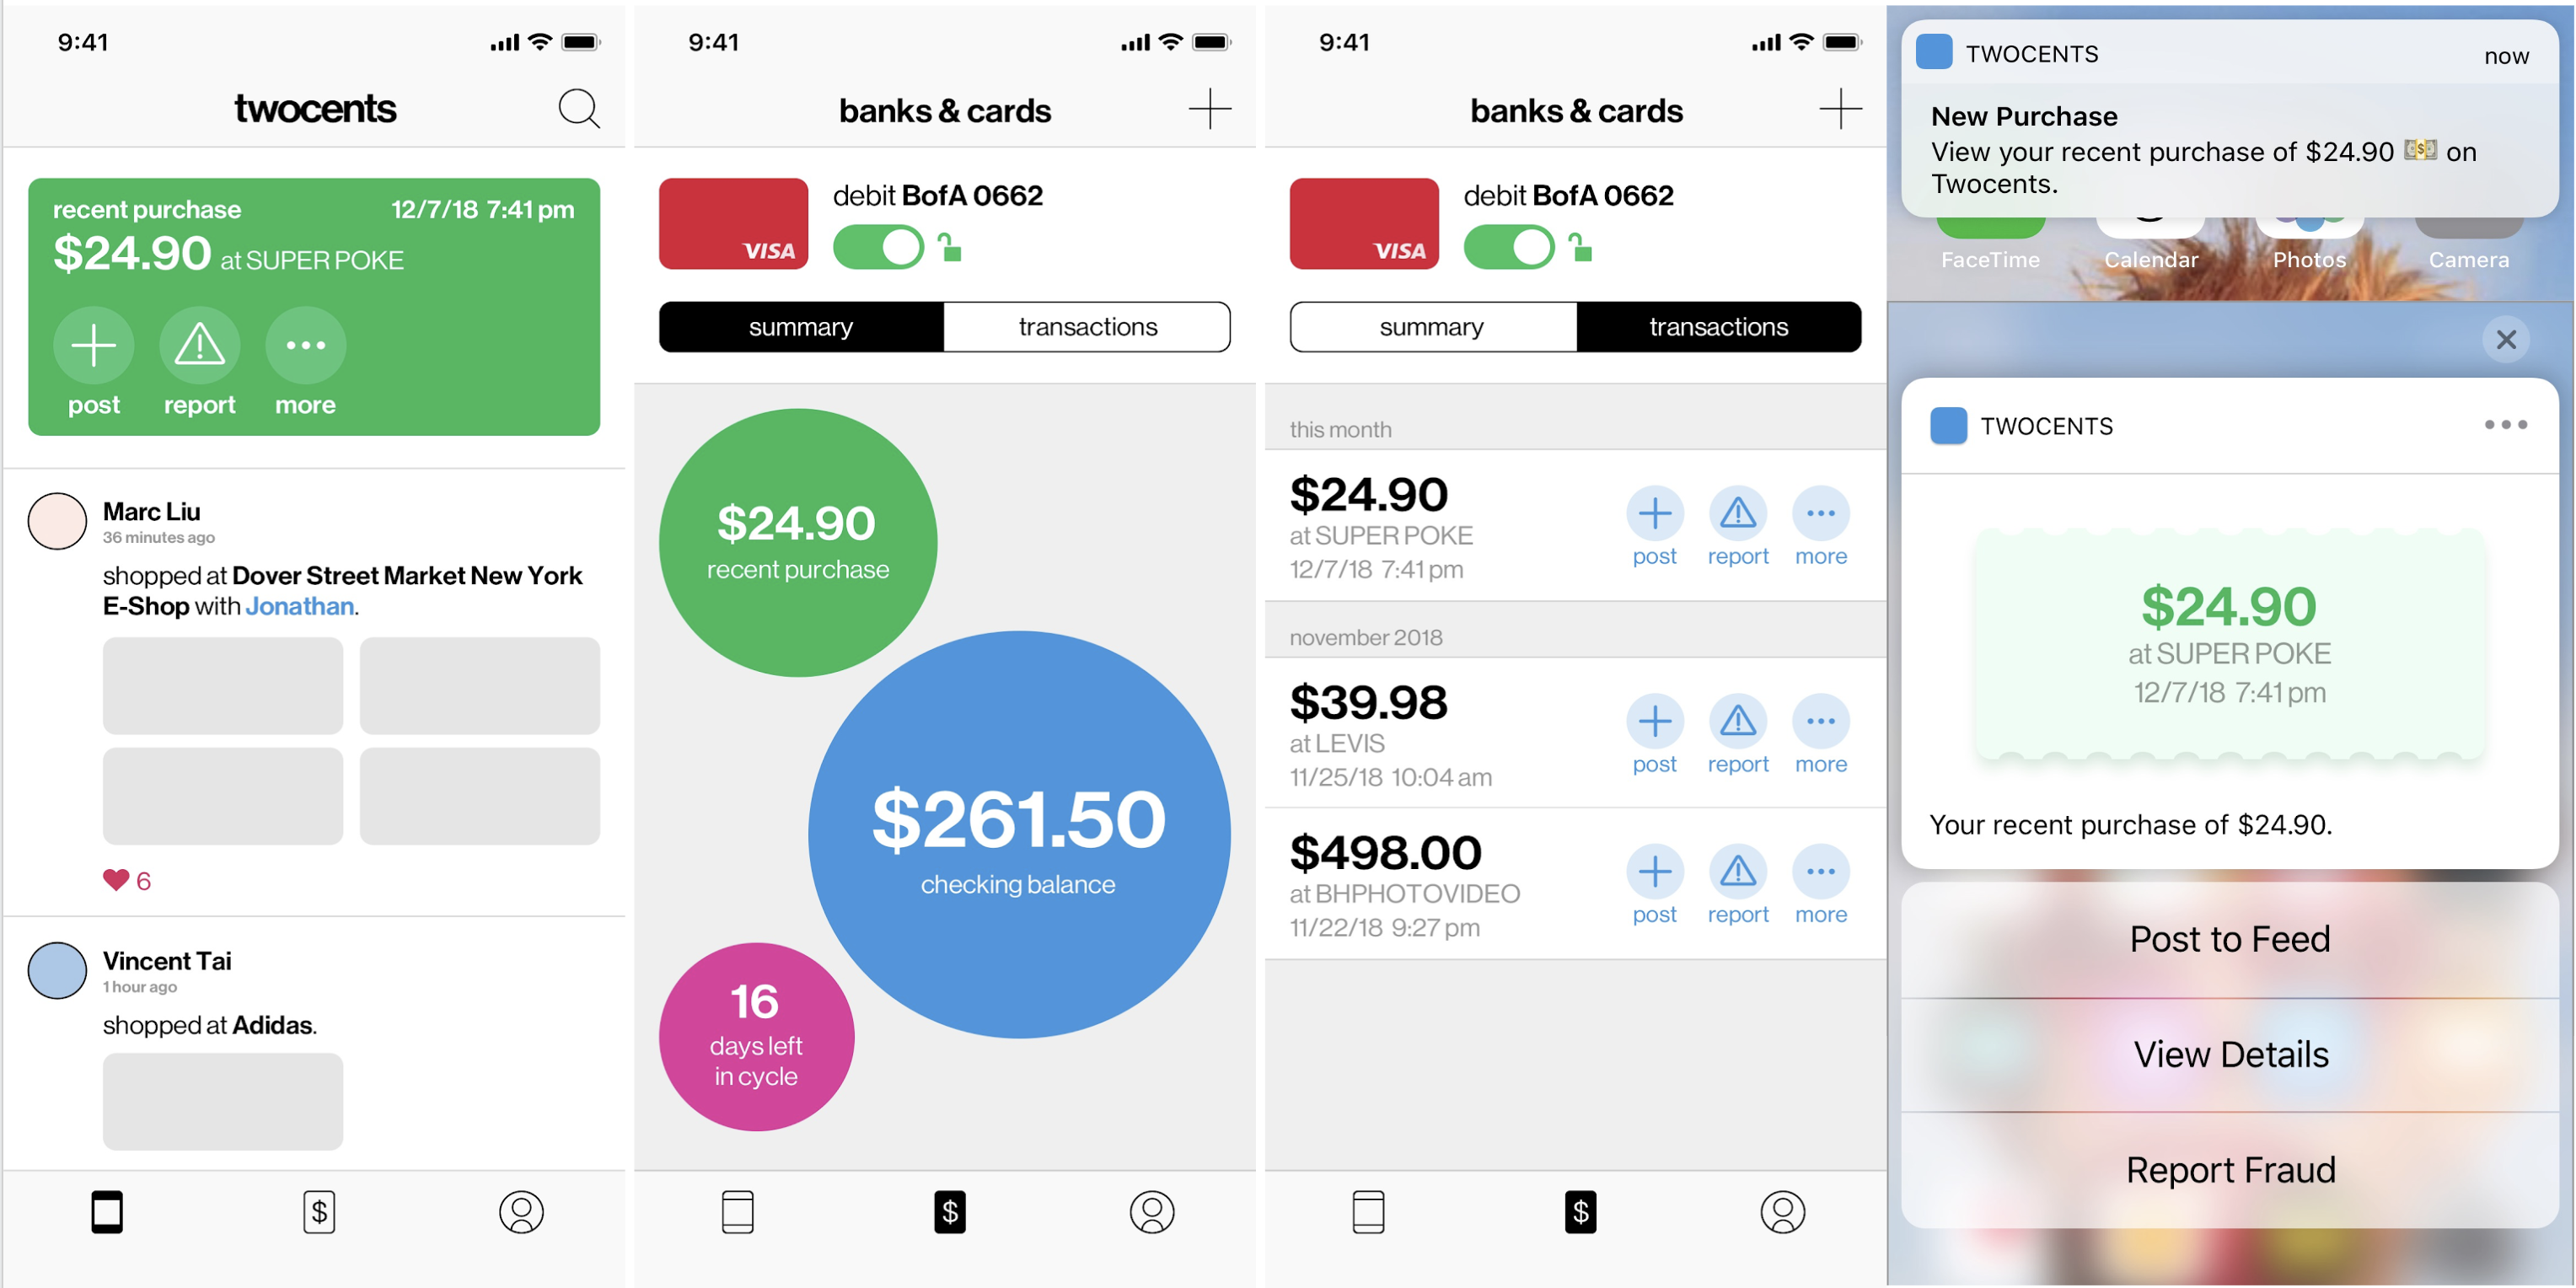 9:41
twocents
recent purchase 12/7/18 7:41 pm
$24.90 at SUPER POKE
post report more
Marc Liu
36 minutes ago
shopped at Dover Street Market New York
E-Shop with Jonathan.
6
Vincent Tai
1 hour ago
shopped at Adidas.
$
9:41
banks & cards
VISA
debit BofA 0662
summary transactions
$24.90
recent purchase
$261.50
checking balance
16
days left
in cycle
$
9:41
banks & cards
VISA
debit BofA 0662
summary transactions
this month
$24.90
at SUPER POKE
12/7/18 7:41 pm
post report more
november 2018
$39.98
at LEVIS
11/25/18 10:04 am
post report more
$498.00
at BHPHOTOVIDEO
11/22/18 9:27 pm
post report more
$
TWOCENTS now
New Purchase
View your recent purchase of $24.90 💵 on
Twocents.
FaceTime Calendar Photos Camera
TWOCENTS
$24.90
at SUPER POKE
12/7/18 7:41 pm
Your recent purchase of $24.90.
Post to Feed
View Details
Report Fraud